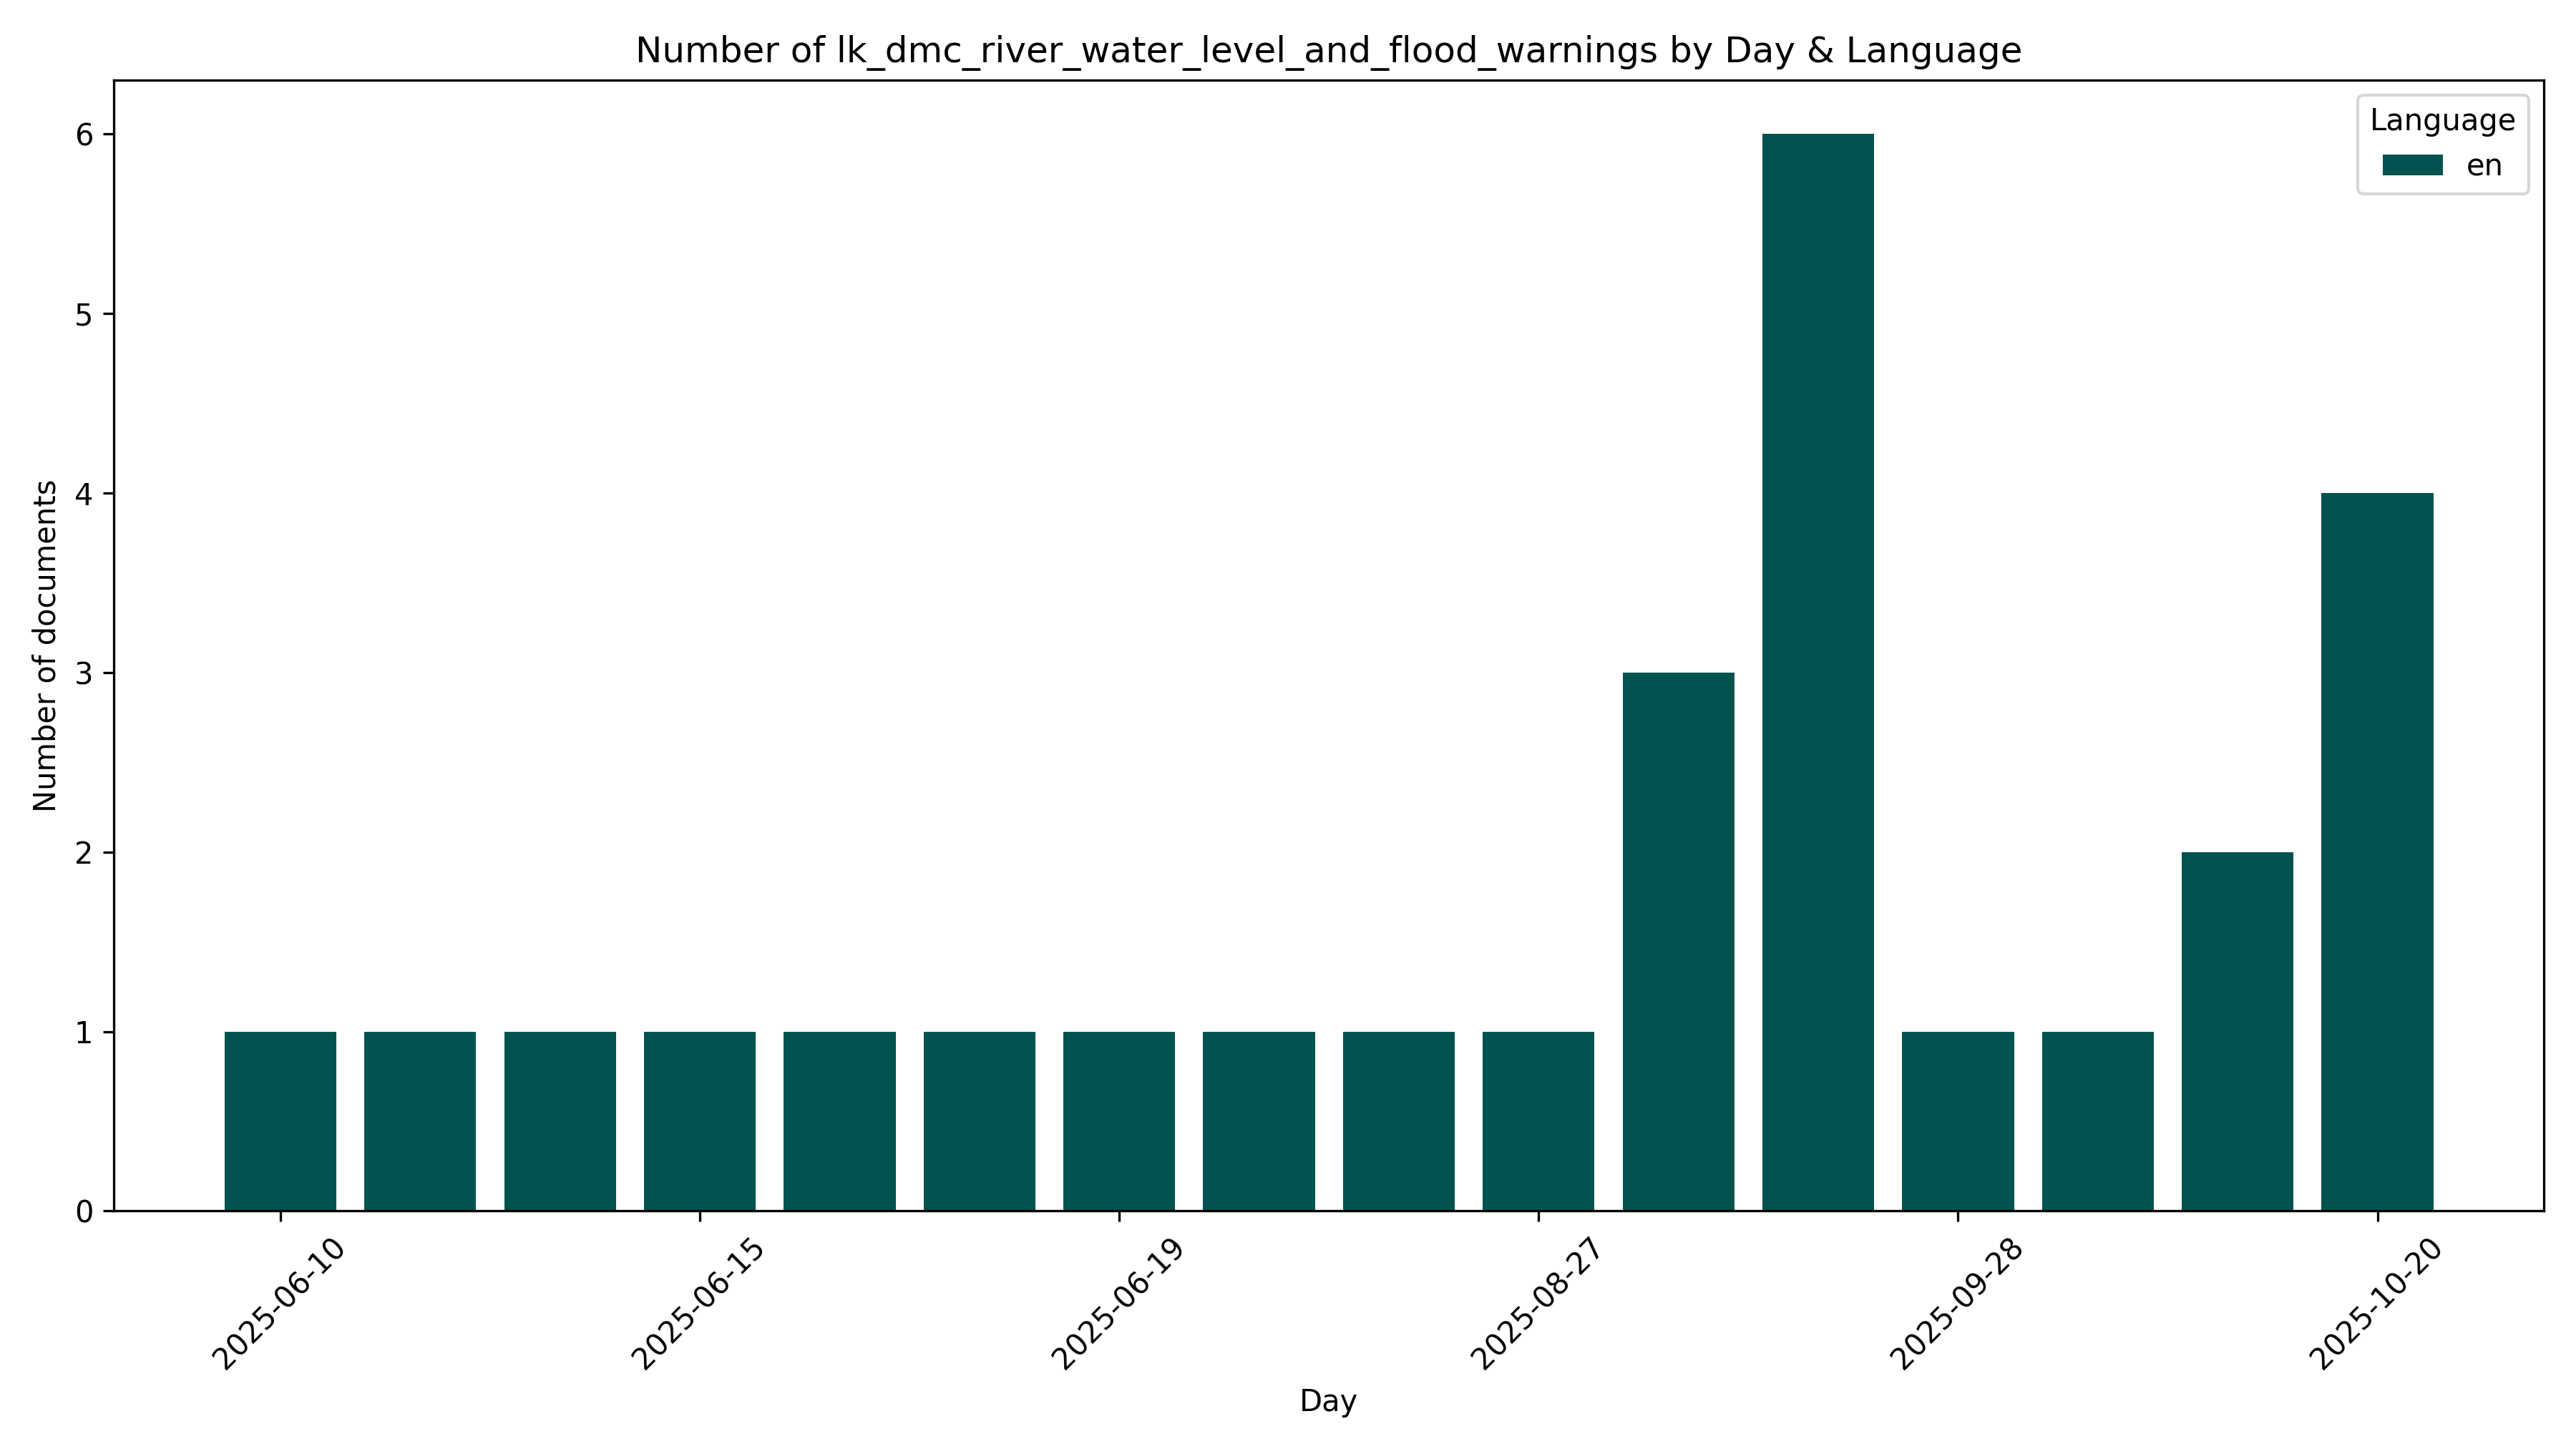 Number of lk_dmc_river_water_level_and_flood_warnings by Day & Language
Language
en
Number of documents
6
5
4
3
2
1
0
2025-06-10
2025-06-15
2025-06-19
2025-08-27
2025-09-28
2025-10-20
Day